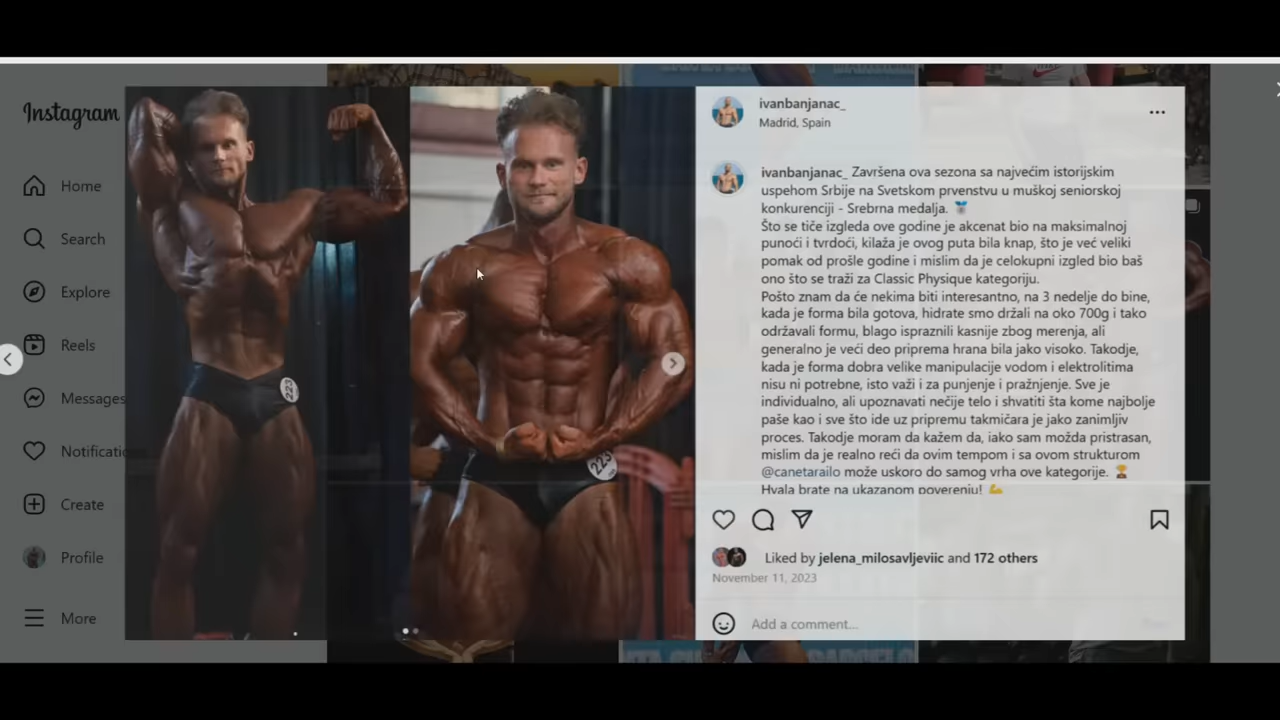 Instagram
Home
Search
Explore
Reels
Messages
Create
Profile
More
223
223
ivanbanjanac_
Madrid, Spain
ivanbanjanac_ Završena ova sezona sa najvećim istorijskim
uspehom Srbije na Svetskom prvenstvu u muškoj seniorskoj
konkurenciji - Srebrna medalja. 🥈
Što se tiče izgleda ove godine je akcenat bio na maksimalnoj
punoći i tvrdoći, kilaža je ovog puta bila knap, što je već veliki
pomak od prošle godine i mislim da je celokupni izgled bio baš
ono što se traži za Classic Physique kategoriju.
Pošto znam da će nekima biti interesantno, na 3 nedelje do bine,
kada je forma bila gotova, hidrate smo držali na oko 700g i tako
održavali formu, blago ispraznili kasnije zbog merenja, ali
generalno je veći deo priprema hrana bila jako visoko. Takodje,
kada je forma dobra velike manipulacije vodom i elektrolitima
nisu ni potrebne, isto važi i za punjenje i pražnjenje. Sve je
individualno, ali upoznavati nečije telo i shvatiti šta kome najbolje
paše kao i sve što ide uz pripremu takmičara je jako zanimljiv
proces. Takodje moram da kažem da, iako sam možda pristrasan,
mislim da je realno reći da ovim tempom i sa ovom strukturom
@canetarailo može uskoro do samog vrha ove kategorije. 🏆
Hvala brate na ukazanom poverenju! 💪
Liked by jelena_milosavljeviic and 172 others
November 11, 2023
Add a comment...